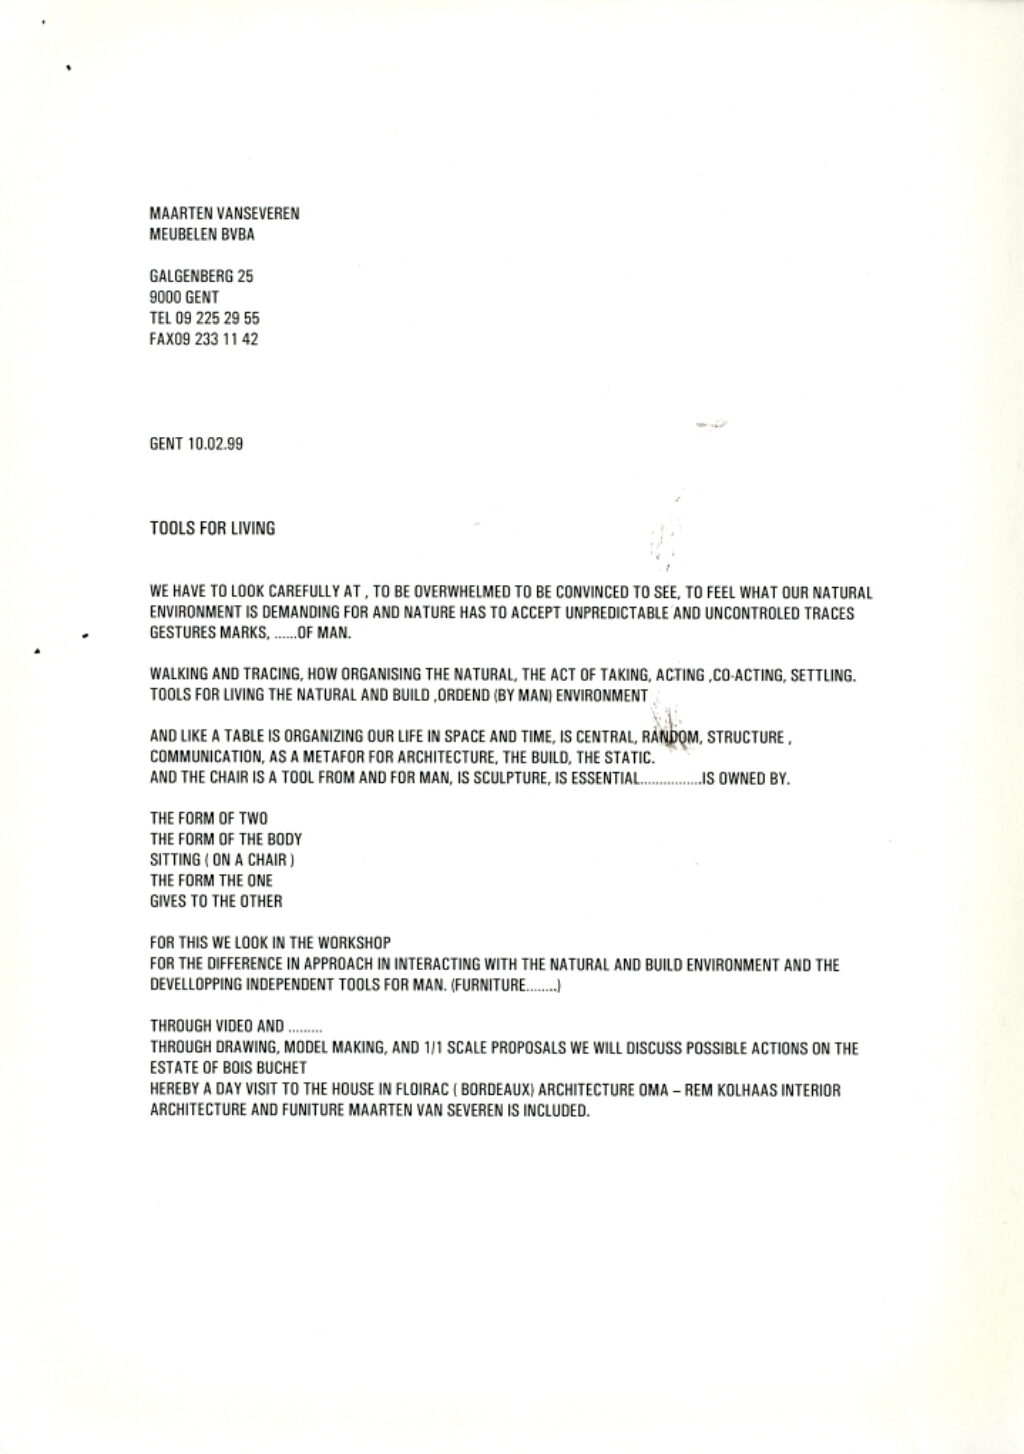 MAARTEN VANSEVEREN
MEUBELEN BVBA
GALGENBERG 25
9000 GENT
TEL 09 225 29 55
FAX09 233 11 42
GENT 10.02.99
TOOLS FOR LIVING
WE HAVE TO LOOK CAREFULLY AT , TO BE OVERWHELMED TO BE CONVINCED TO SEE, TO FEEL WHAT OUR NATURAL
ENVIRONMENT IS DEMANDING FOR AND NATURE HAS TO ACCEPT UNPREDICTABLE AND UNCONTROLED TRACES
GESTURES MARKS, ......OF MAN.
WALKING AND TRACING, HOW ORGANISING THE NATURAL, THE ACT OF TAKING, ACTING ,CO-ACTING, SETTLING.
TOOLS FOR LIVING THE NATURAL AND BUILD ,ORDEND (BY MAN) ENVIRONMENT
AND LIKE A TABLE IS ORGANIZING OUR LIFE IN SPACE AND TIME, IS CENTRAL, RANDOM, STRUCTURE ,
COMMUNICATION, AS A METAFOR FOR ARCHITECTURE, THE BUILD, THE STATIC.
AND THE CHAIR IS A TOOL FROM AND FOR MAN, IS SCULPTURE, IS ESSENTIAL................IS OWNED BY.
THE FORM OF TWO
THE FORM OF THE BODY
SITTING ( ON A CHAIR )
THE FORM THE ONE
GIVES TO THE OTHER
FOR THIS WE LOOK IN THE WORKSHOP
FOR THE DIFFERENCE IN APPROACH IN INTERACTING WITH THE NATURAL AND BUILD ENVIRONMENT AND THE
DEVELLOPPING INDEPENDENT TOOLS FOR MAN. (FURNITURE........)
THROUGH VIDEO AND .........
THROUGH DRAWING, MODEL MAKING, AND 1/1 SCALE PROPOSALS WE WILL DISCUSS POSSIBLE ACTIONS ON THE
ESTATE OF BOIS BUCHET
HEREBY A DAY VISIT TO THE HOUSE IN FLOIRAC ( BORDEAUX) ARCHITECTURE OMA – REM KOLHAAS INTERIOR
ARCHITECTURE AND FUNITURE MAARTEN VAN SEVEREN IS INCLUDED.